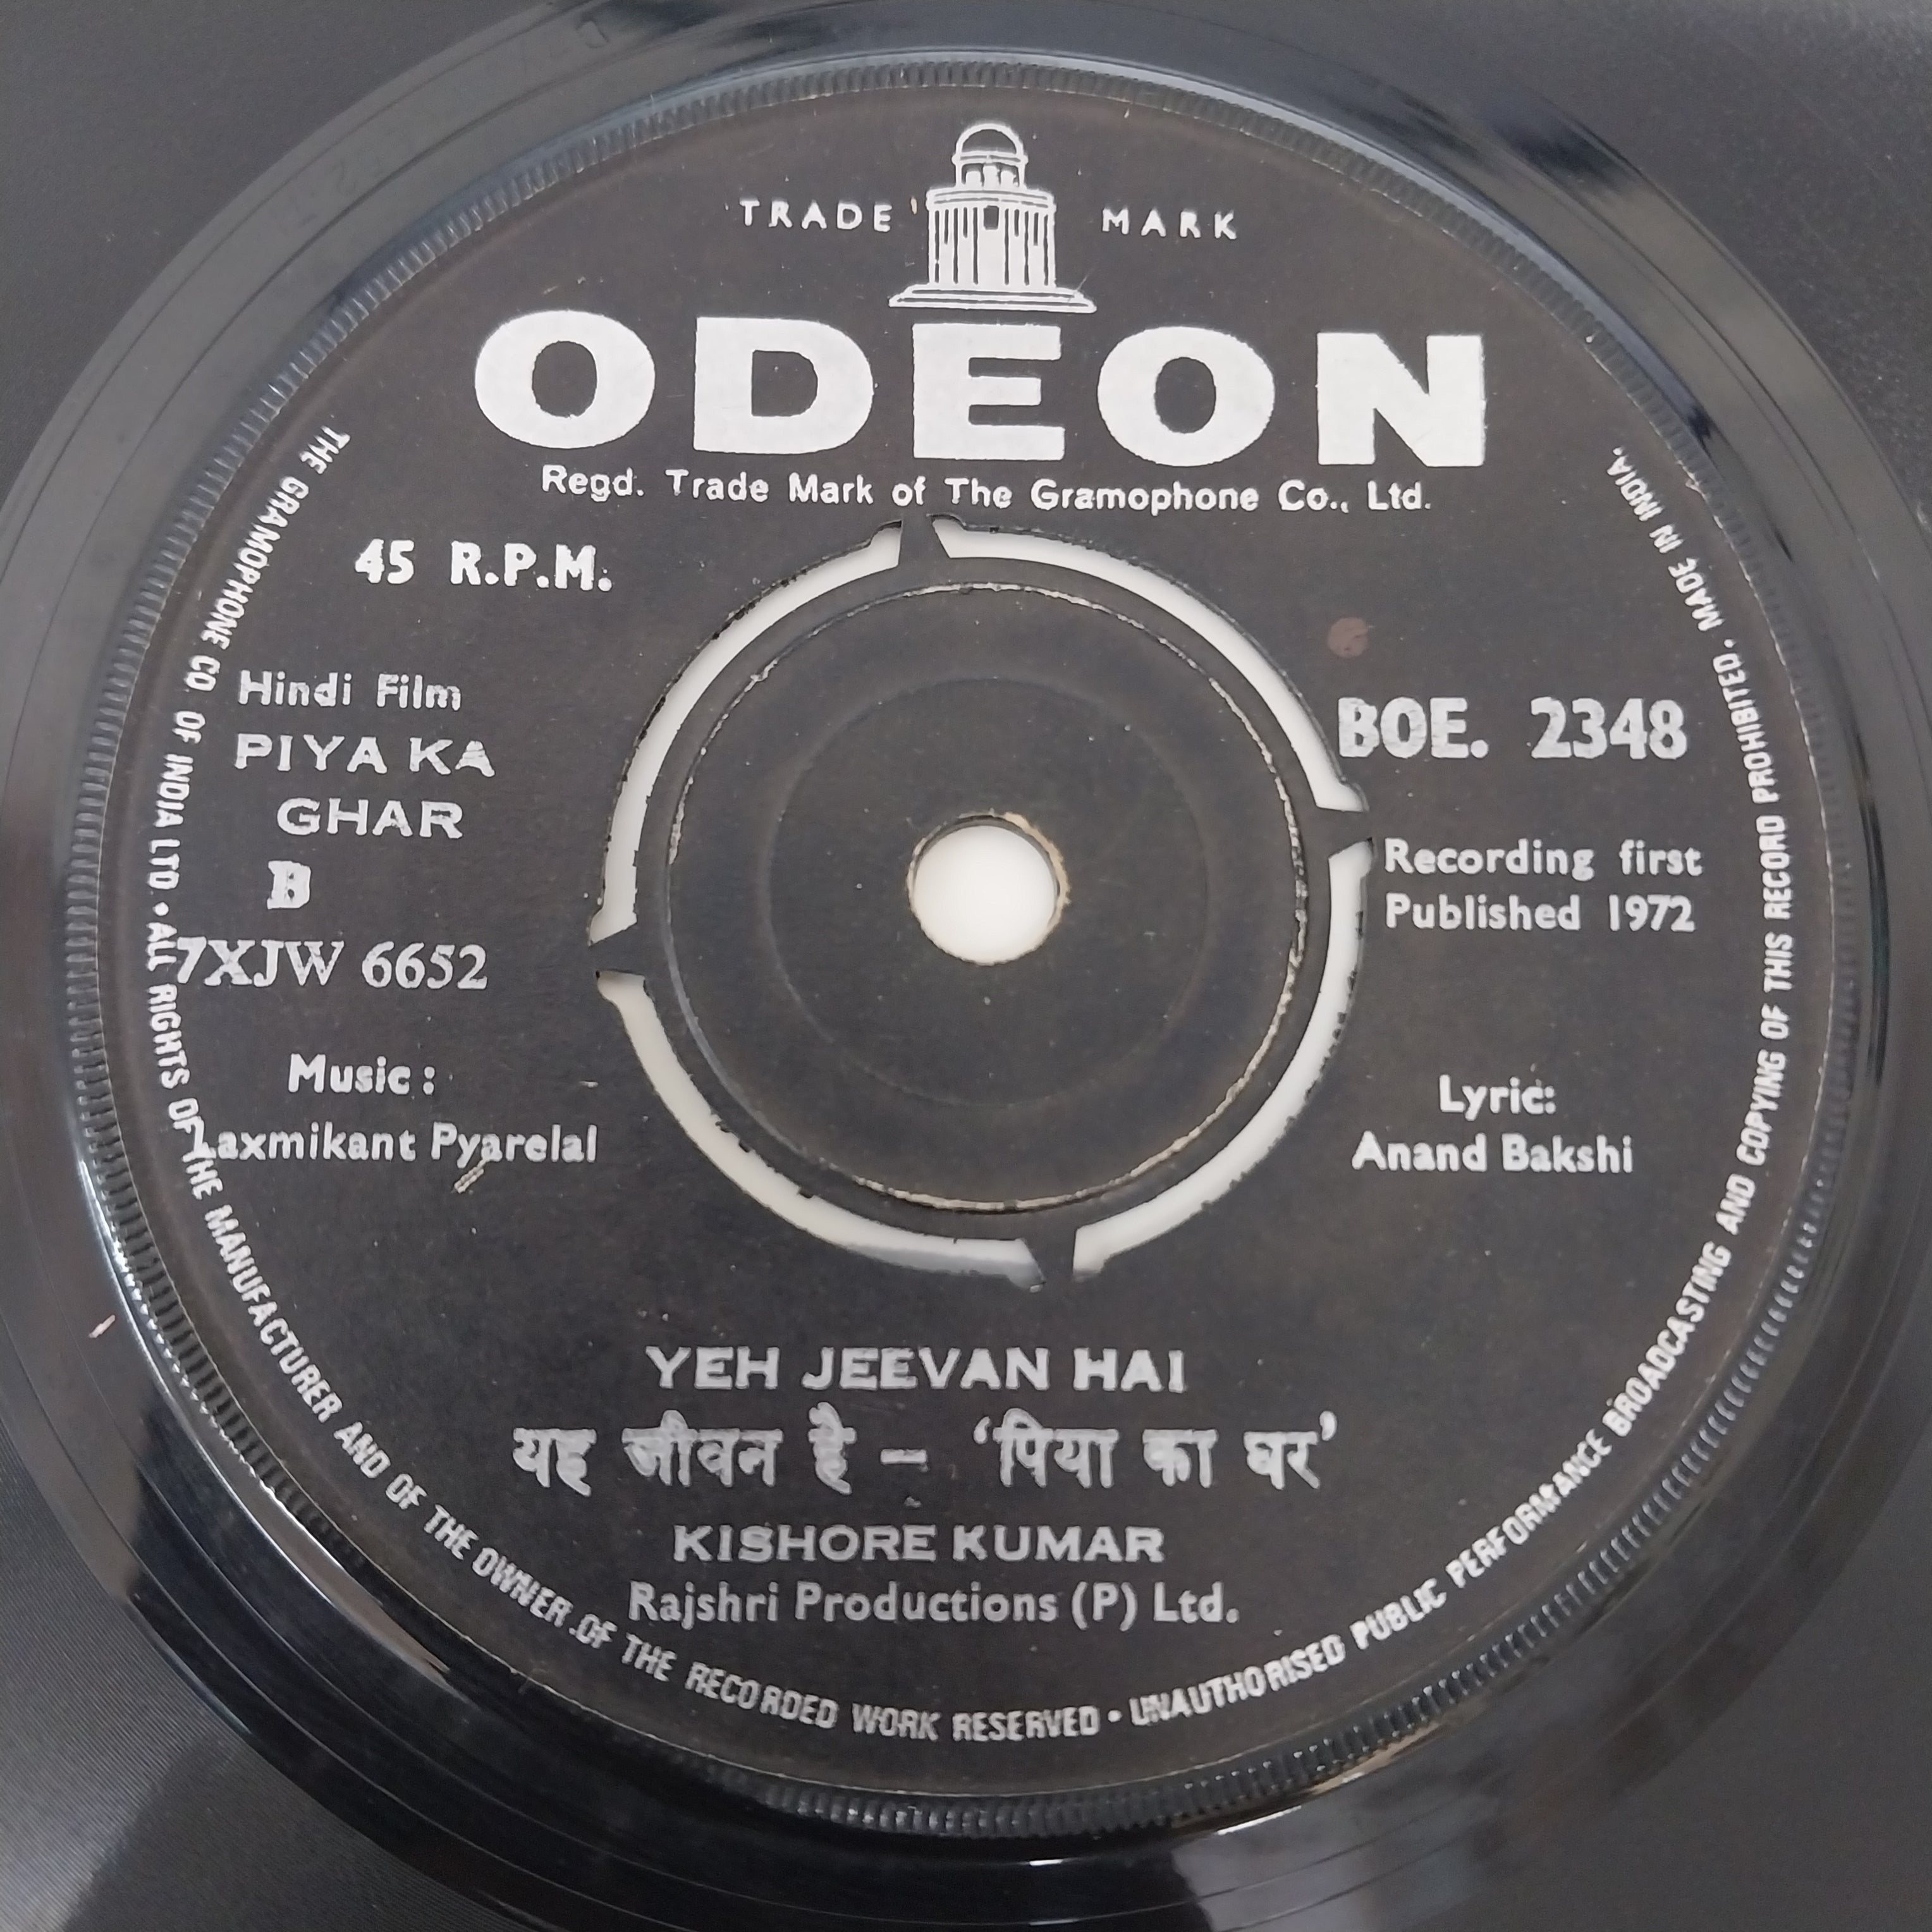 TRADE MARK
ODEON
Regd. Trade Mark of The Gramophone Co., Ltd.
45 R.P.M.
Hindi Film
PIYA KA
GHAR
B
7XJW 6652
BOE. 2348
Recording first
Published 1972
Music :
Laxmikant Pyarelal
Lyric:
Anand Bakshi
YEH JEEVAN HAI
यह जीवन है - ‘पिया का घर’
KISHORE KUMAR
Rajshri Productions (P) Ltd.
THE GRAMOPHONE CO. OF INDIA LTD • ALL RIGHTS OF THE MANUFACTURER AND OF THE OWNER OF THE RECORDED WORK RESERVED • UNAUTHORISED PUBLIC PERFORMANCE BROADCASTING AND COPYING OF THIS RECORD PROHIBITED. MADE IN INDIA.